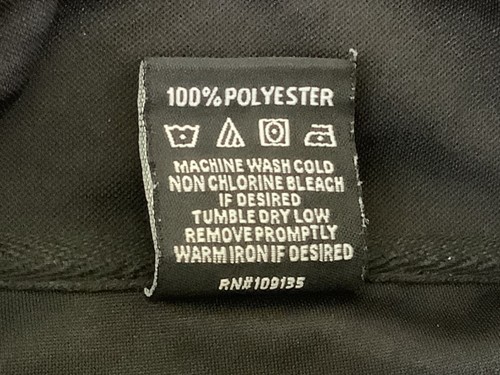 100% POLYESTER
MACHINE WASH COLD
NON CHLORINE BLEACH
IF DESIRED
TUMBLE DRY LOW
REMOVE PROMPTLY
WARM IRON IF DESIRED
RN#109135